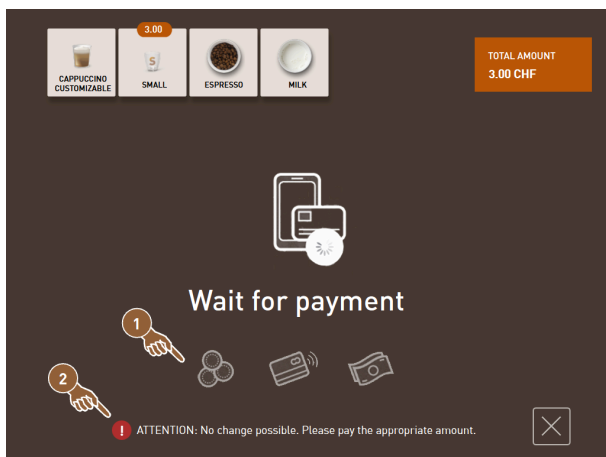 3.00
S
CAPPUCCINO
CUSTOMIZABLE
SMALL
ESPRESSO
MILK
TOTAL AMOUNT
3.00 CHF
Wait for payment
1
2
! ATTENTION: No change possible. Please pay the appropriate amount.